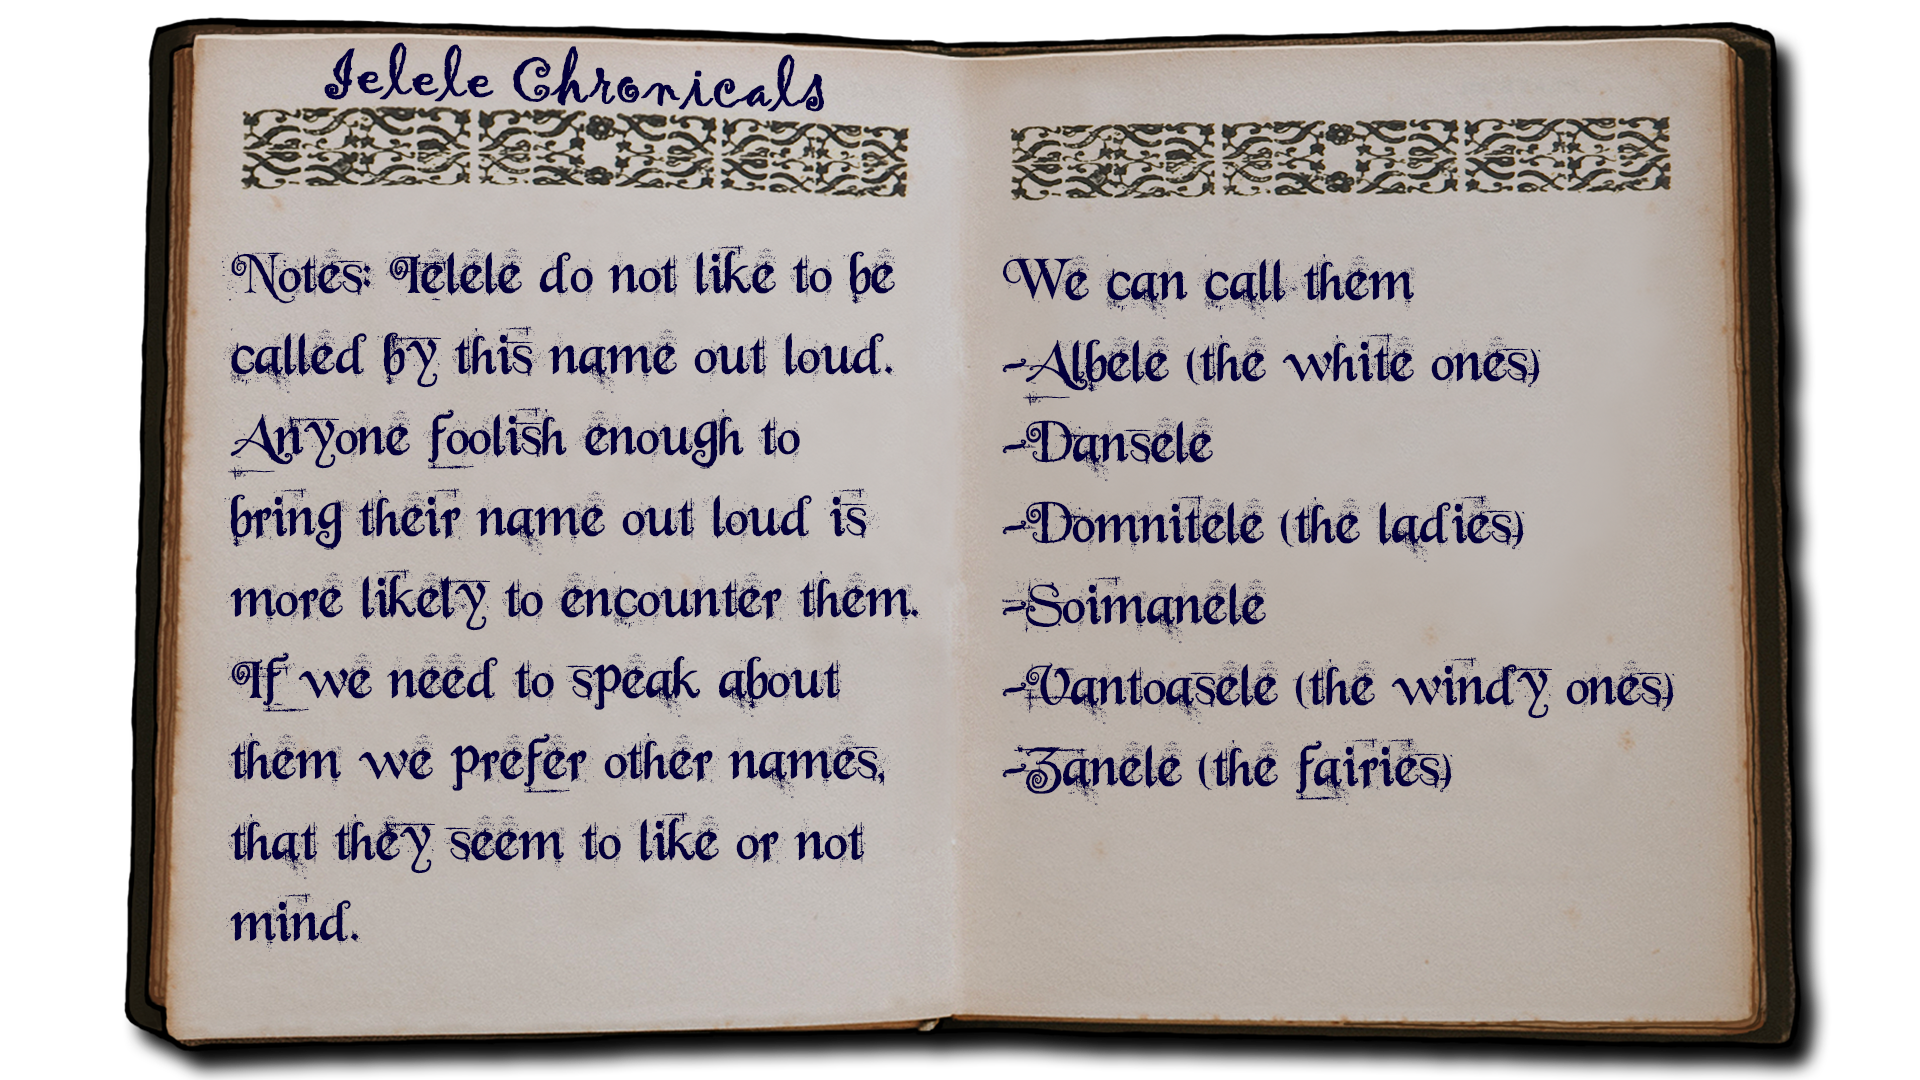 Ielele Chronicals
Notes: Ielele do not like to be
called by this name out loud.
Anyone foolish enough to
bring their name out loud is
more likely to encounter them.
If we need to speak about
them we prefer other names,
that they seem to like or not
mind.
We can call them
-Albele (the white ones)
-Dansele
-Domnitele (the ladies)
-Soimanele
-Vantoasele (the windy ones)
-Zanele (the fairies)